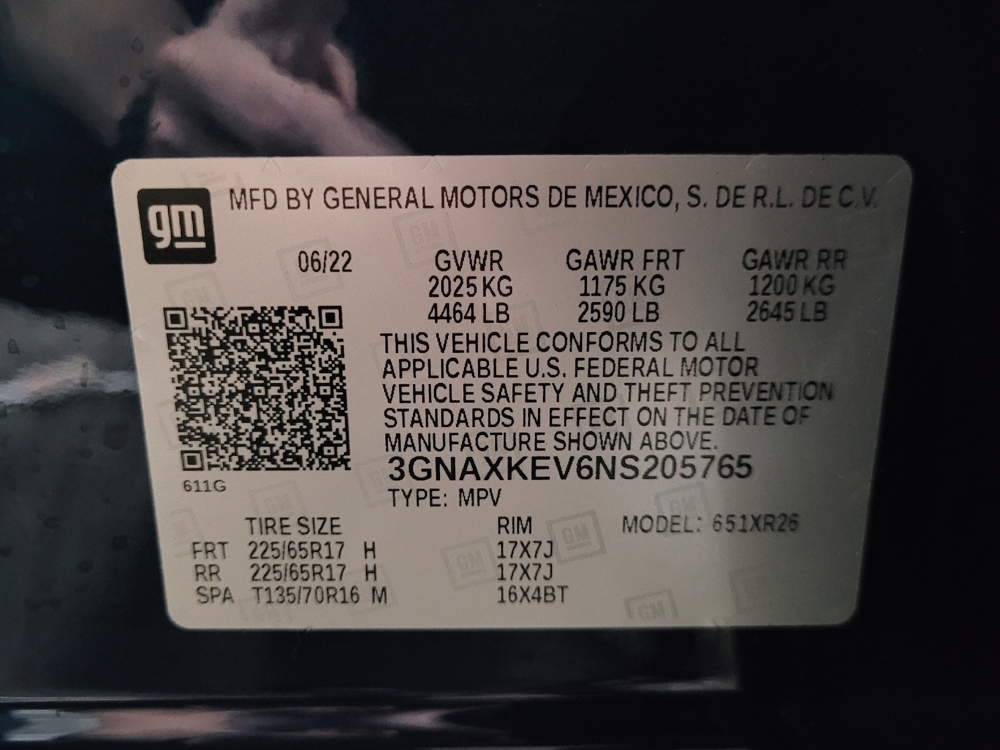 gm
MFD BY GENERAL MOTORS DE MEXICO, S. DE R.L. DE C.V.
06/22 GVWR GAWR FRT GAWR RR
2025 KG 1175 KG 1200 KG
4464 LB 2590 LB 2645 LB
THIS VEHICLE CONFORMS TO ALL
APPLICABLE U.S. FEDERAL MOTOR
VEHICLE SAFETY AND THEFT PREVENTION
STANDARDS IN EFFECT ON THE DATE OF
MANUFACTURE SHOWN ABOVE.
3GNAXKEV6NS205765
611G
TYPE: MPV
TIRE SIZE RIM MODEL: 651XR26
FRT 225/65R17 H 17X7J
RR 225/65R17 H 17X7J
SPA T135/70R16 M 16X4BT